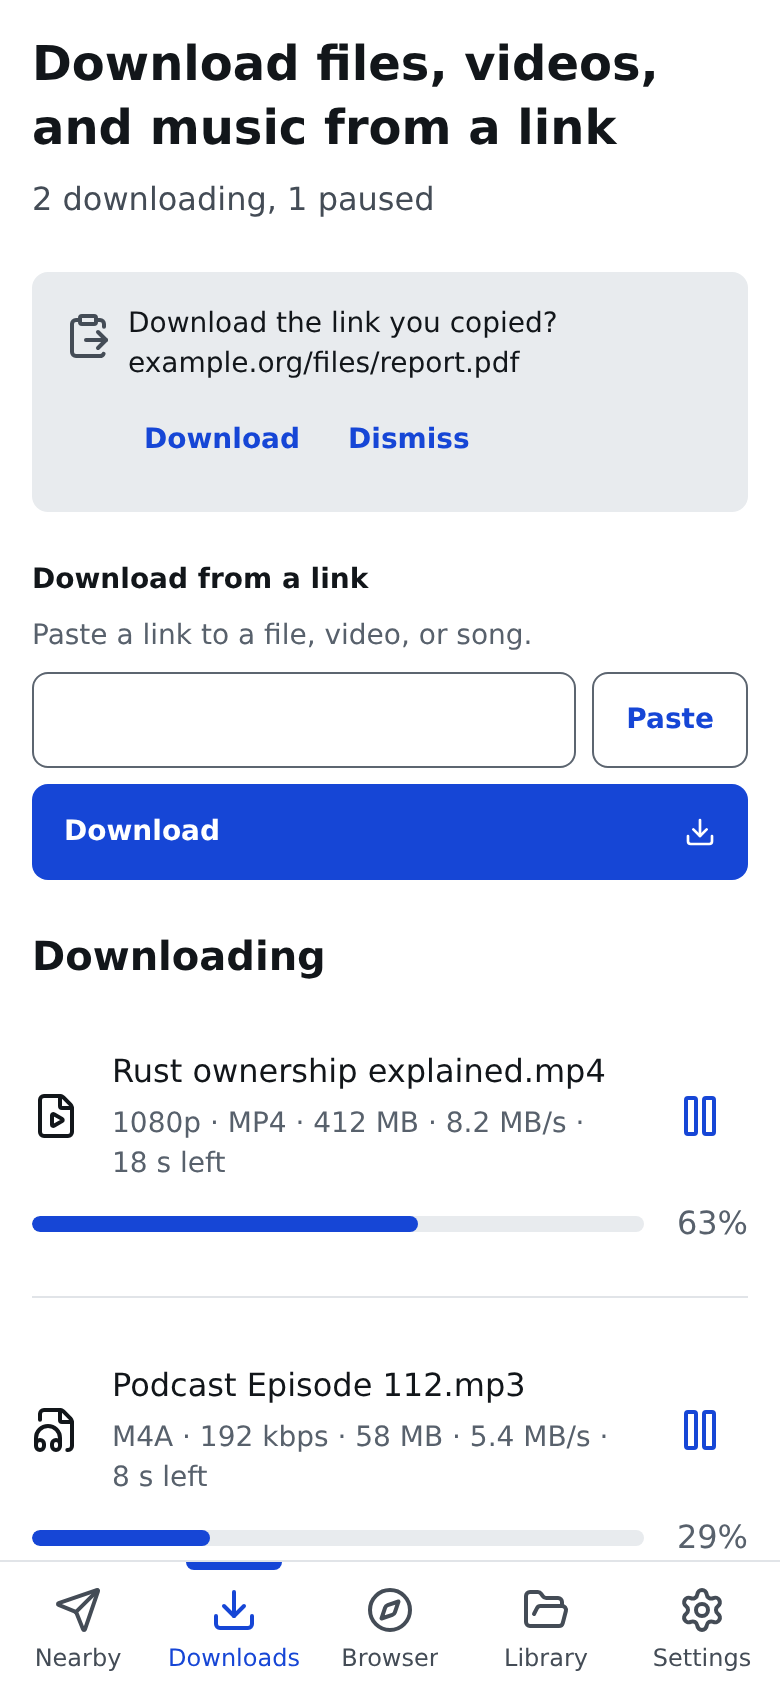 Download files, videos,
and music from a link
2 downloading, 1 paused
Download the link you copied?
example.org/files/report.pdf
Download Dismiss
Download from a link
Paste a link to a file, video, or song.
Paste
Download
Downloading
Rust ownership explained.mp4
1080p · MP4 · 412 MB · 8.2 MB/s ·
18 s left
63%
Podcast Episode 112.mp3
M4A · 192 kbps · 58 MB · 5.4 MB/s ·
8 s left
29%
Nearby Downloads Browser Library Settings